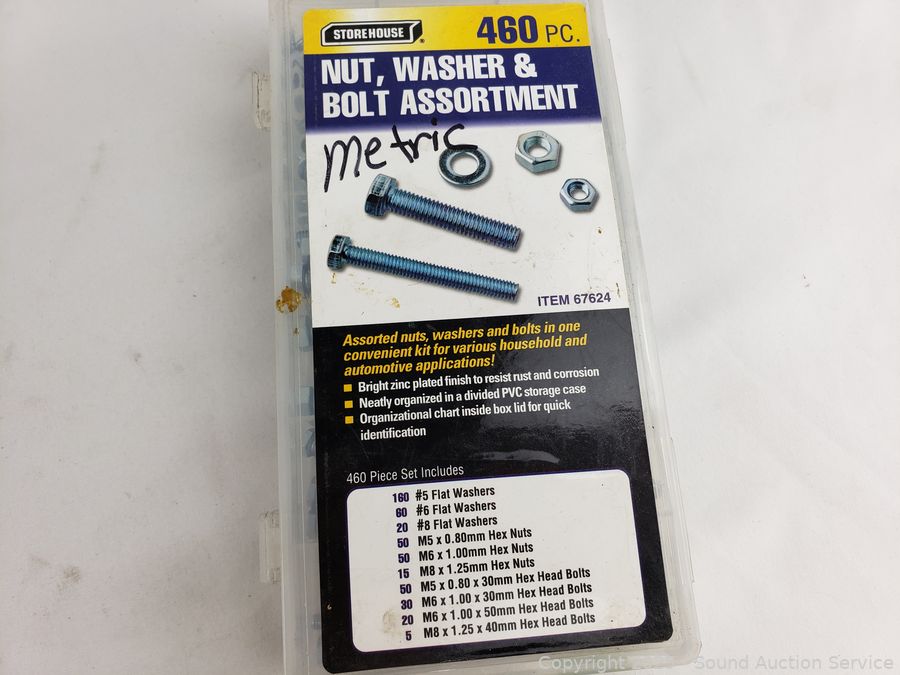 STOREHOUSE®
460 PC.
NUT, WASHER &
BOLT ASSORTMENT
Metric
ITEM 67624
Assorted nuts, washers and bolts in one
convenient kit for various household and
automotive applications!
Bright zinc plated finish to resist rust and corrosion
Neatly organized in a divided PVC storage case
Organizational chart inside box lid for quick
identification
460 Piece Set Includes
160 #5 Flat Washers
60 #6 Flat Washers
20 #8 Flat Washers
50 M5 x 0.80mm Hex Nuts
50 M6 x 1.00mm Hex Nuts
15 M8 x 1.25mm Hex Nuts
50 M5 x 0.80 x 30mm Hex Head Bolts
30 M6 x 1.00 x 30mm Hex Head Bolts
20 M6 x 1.00 x 50mm Hex Head Bolts
5 M8 x 1.25 x 40mm Hex Head Bolts
Copyright Sound Auction Service